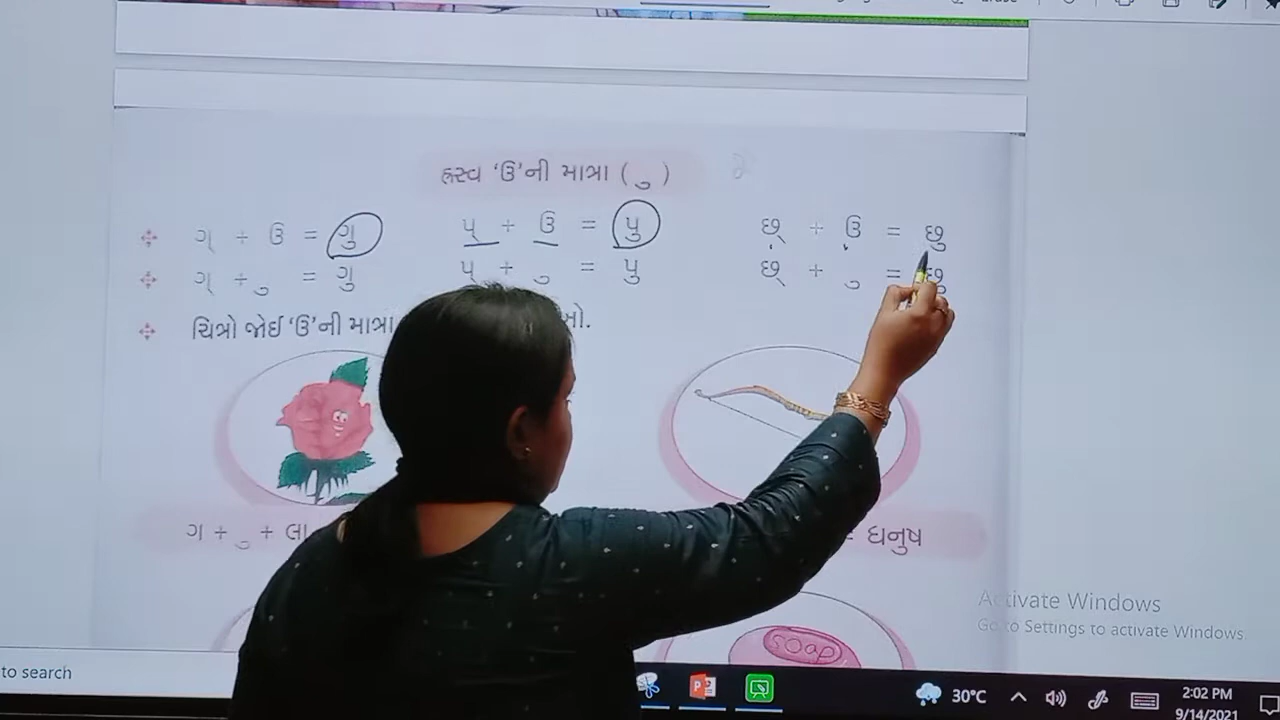 હ્રસ્વ ‘ઉ’ની માત્રા ( ુ )
ગ્ + ઉ = ગુ પ્ + ઉ = પુ છ્ + ઉ = છુ
ગ્ + ુ = ગુ પ્ + ુ = પુ છ્ + ુ = છુ
ચિત્રો જોઈ ‘ઉ’ની માત્રા
ગ + ુ + લા = ધનુષ
soap
Activate Windows
Go to Settings to activate Windows
to search 30°C 2:02 PM
9/14/2021